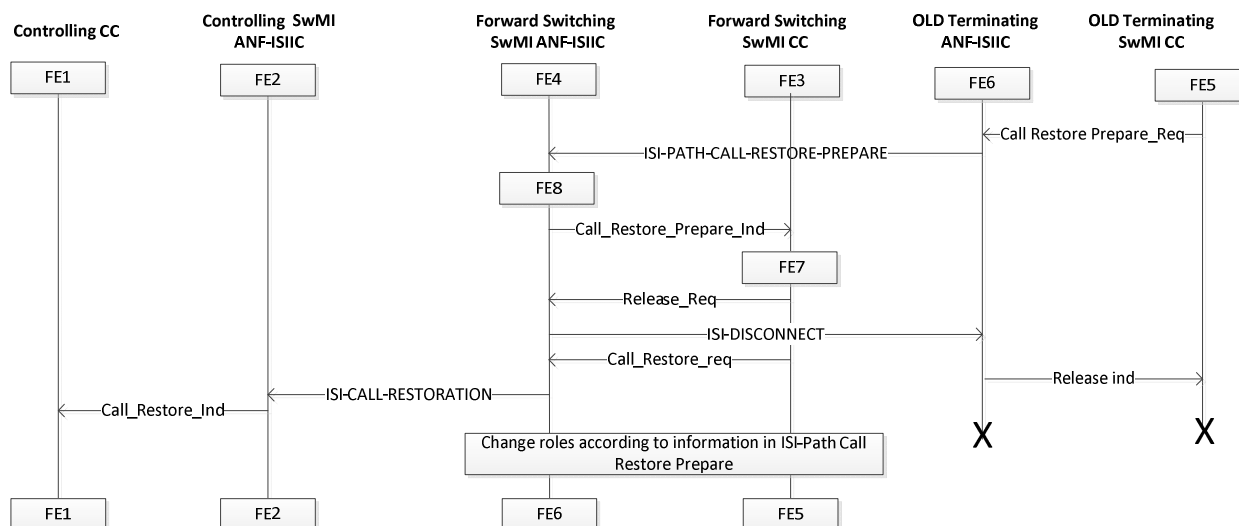 Controlling CC
Controlling SwMI
ANF-ISIIC
Forward Switching
SwMI ANF-ISIIC
Forward Switching
SwMI CC
OLD Terminating
ANF-ISIIC
OLD Terminating
SwMI CC
FE1
FE2
FE4
FE3
FE6
FE5
Call Restore Prepare_Req
ISI-PATH-CALL-RESTORE-PREPARE
FE8
Call_Restore_Prepare_Ind
FE7
Release_Req
ISI-DISCONNECT
Call_Restore_req
Release ind
ISI-CALL-RESTORATION
Call_Restore_Ind
X
X
Change roles according to information in ISI-Path Call
Restore Prepare
FE1
FE2
FE6
FE5